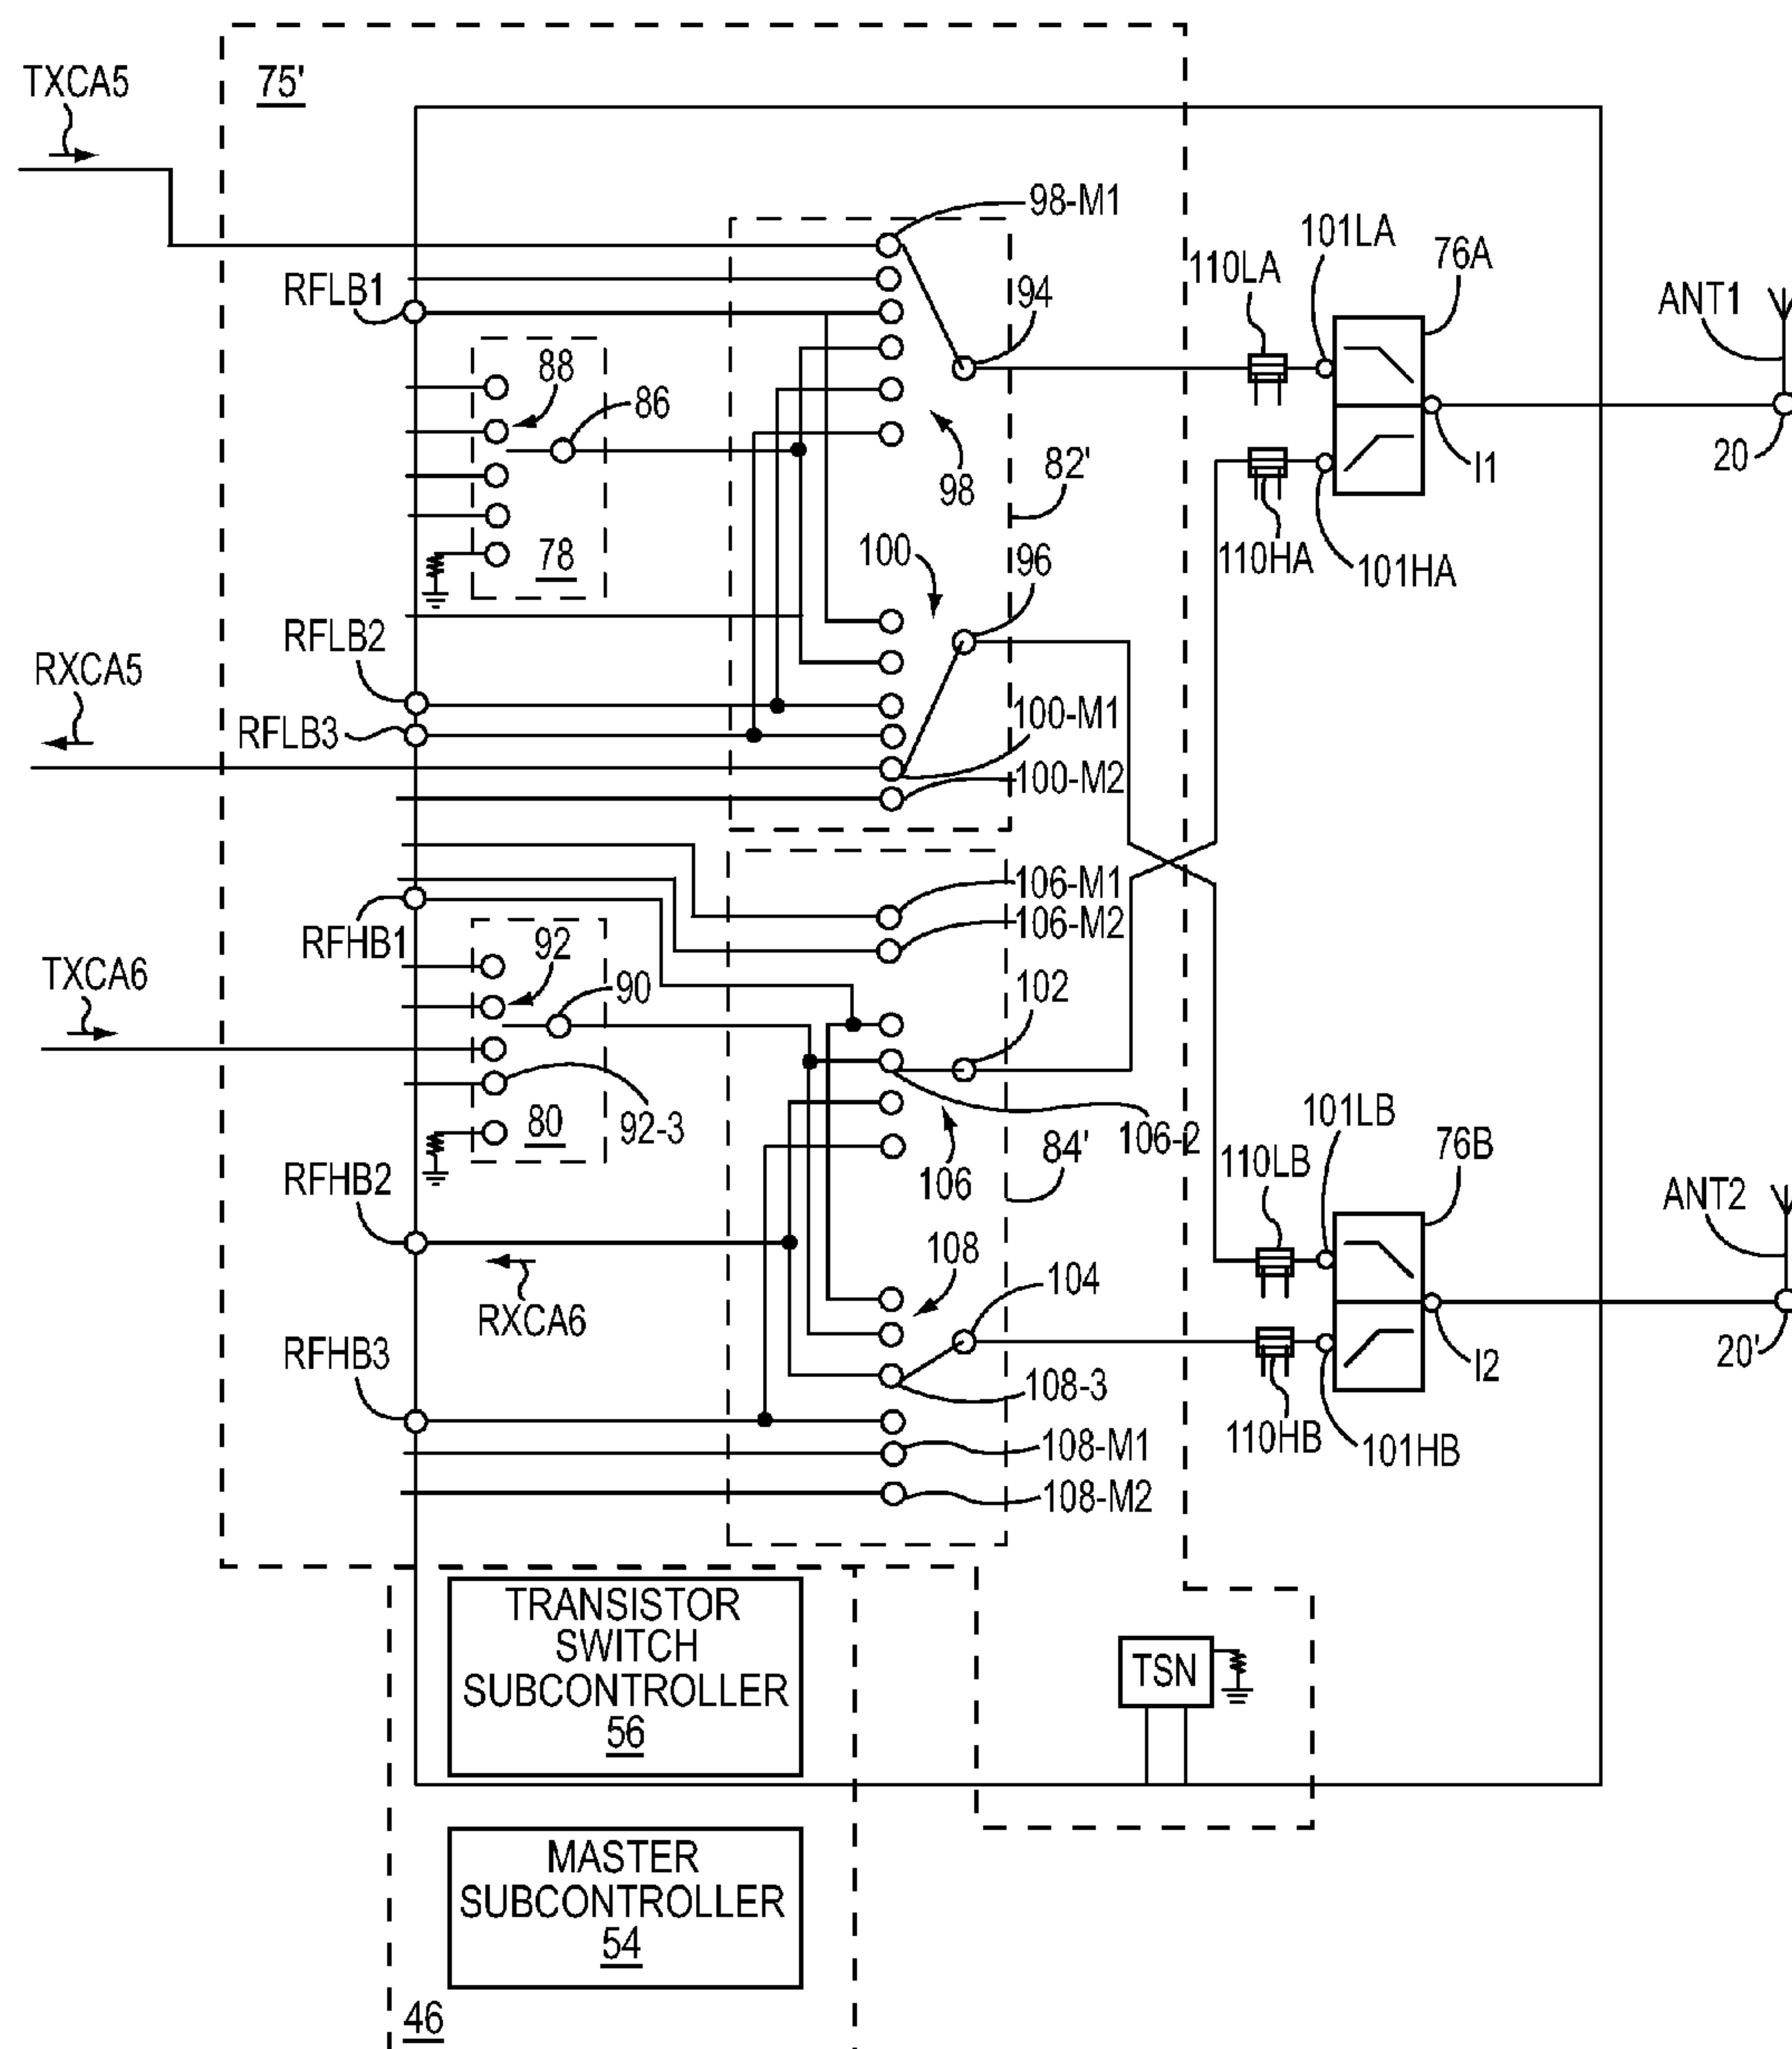 TXCA5
75'
98-M1
101LA
76A
RFLB1
110LA
94
ANT1
88
86
82'
98
20
I1
78
100
96
110HA
101HA
RFLB2
RXCA5
100-M1
RFLB3
100-M2
106-M1
106-M2
RFHB1
92
TXCA6
90
102
101LB
80
92-3
106-2
84'
110LB
76B
RFHB2
106
ANT2
108
104
RXCA6
RFHB3
20'
I2
108-3
110HB
101HB
108-M1
108-M2
TRANSISTOR
SWITCH
SUBCONTROLLER
56
TSN
MASTER
SUBCONTROLLER
54
46